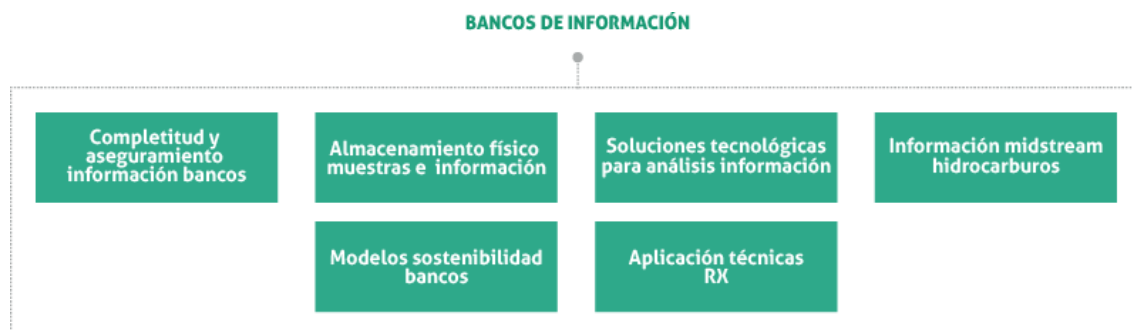 BANCOS DE INFORMACIÓN
Completitud y
aseguramiento
información bancos
Almacenamiento físico
muestras e información
Soluciones tecnológicas
para análisis información
Información midstream
hidrocarburos
Modelos sostenibilidad
bancos
Aplicación técnicas
RX